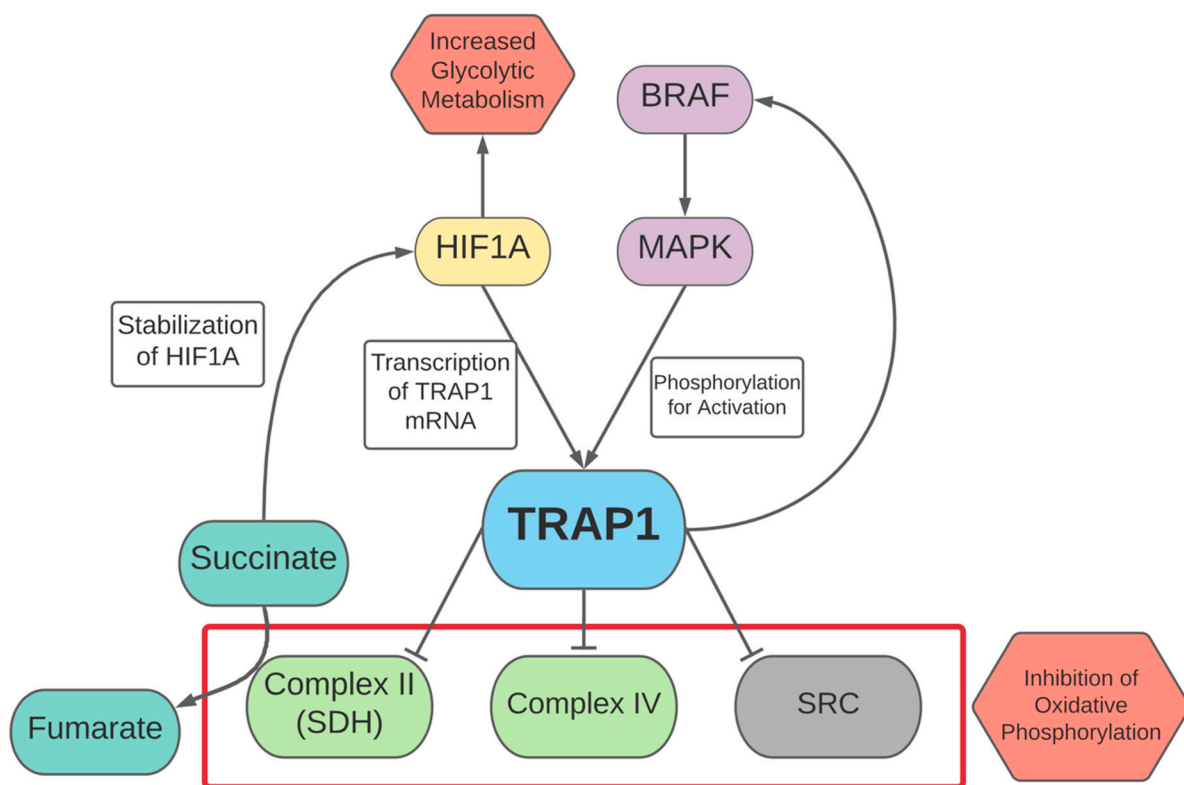 Increased
Glycolytic
Metabolism
BRAF
HIF1A
MAPK
Stabilization
of HIF1A
Transcription
of TRAP1
mRNA
Phosphorylation
for Activation
TRAP1
Succinate
Complex II
(SDH)
Complex IV
SRC
Inhibition of
Oxidative
Phosphorylation
Fumarate